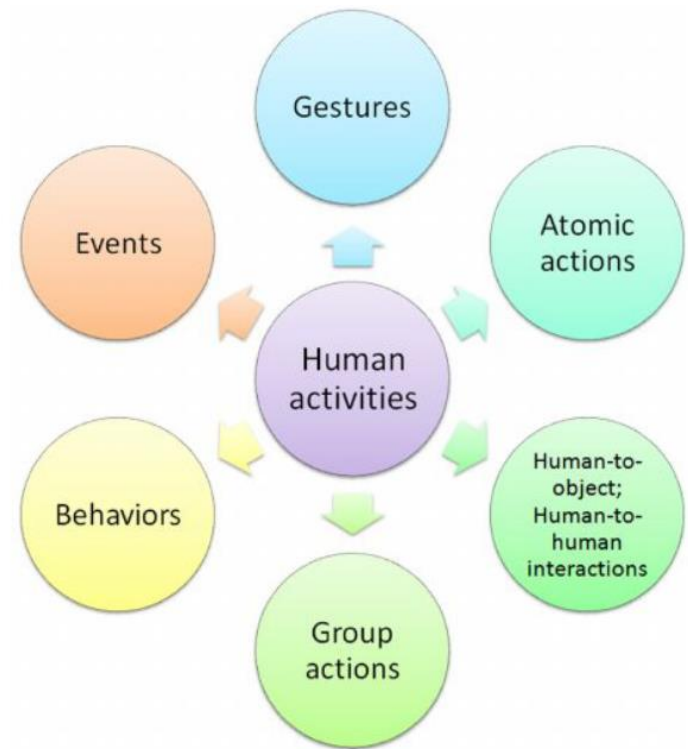 Gestures
Events
Atomic
actions
Human
activities
Behaviors
Human-to-
object;
Human-to-
human
interactions
Group
actions